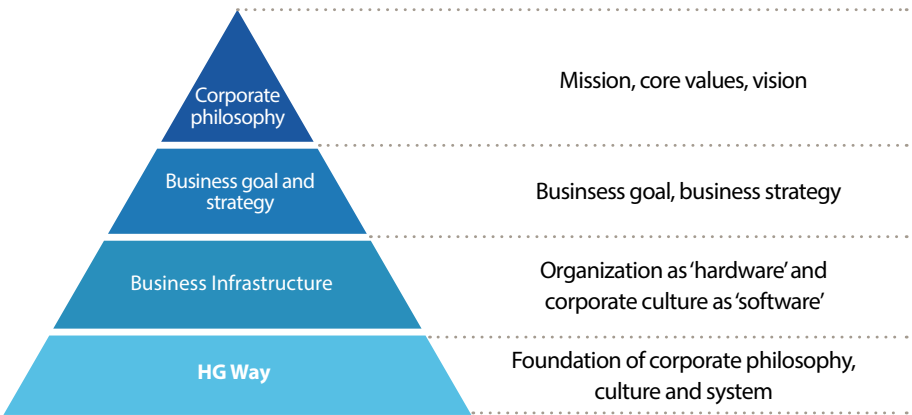 Corporate
philosophy
Mission, core values, vision
Business goal and
strategy
Businsess goal, business strategy
Business Infrastructure
Organization as 'hardware' and
corporate culture as 'software'
HG Way
Foundation of corporate philosophy,
culture and system